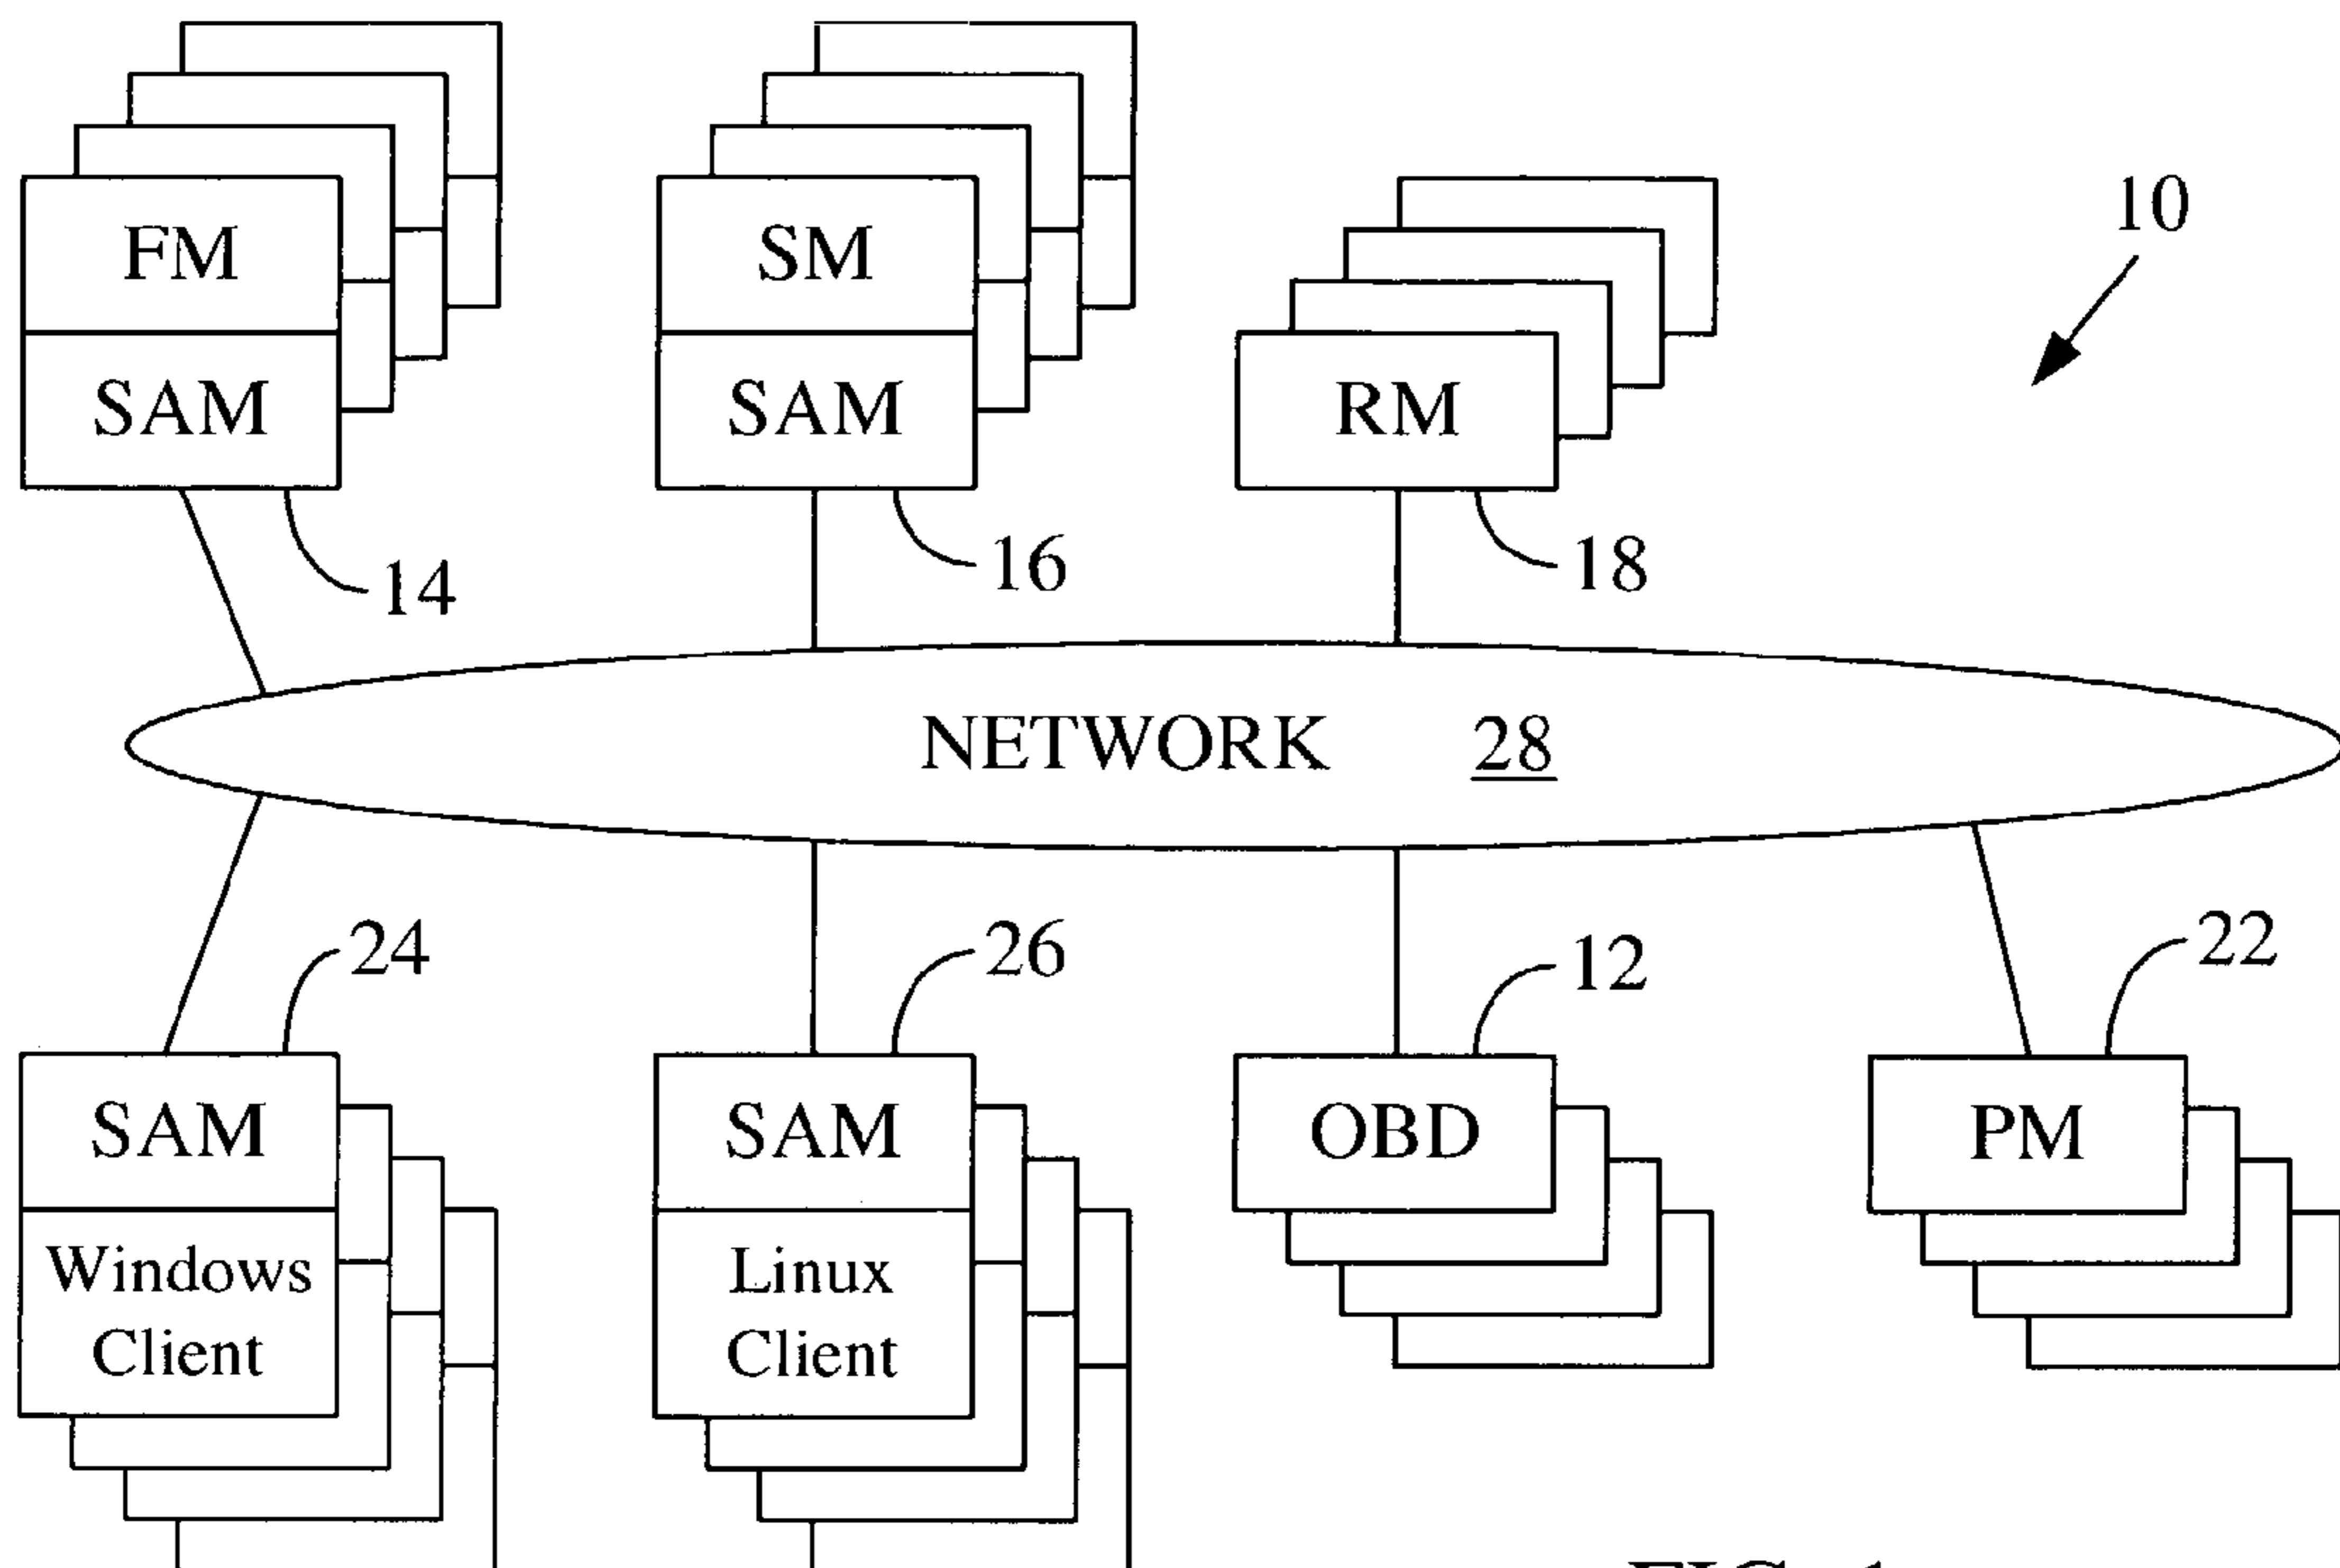 10
FM
SM
SAM
SAM
RM
14
16
18
NETWORK 28
24
26
12
22
SAM
SAM
OBD
PM
Windows
Client
Linux
Client